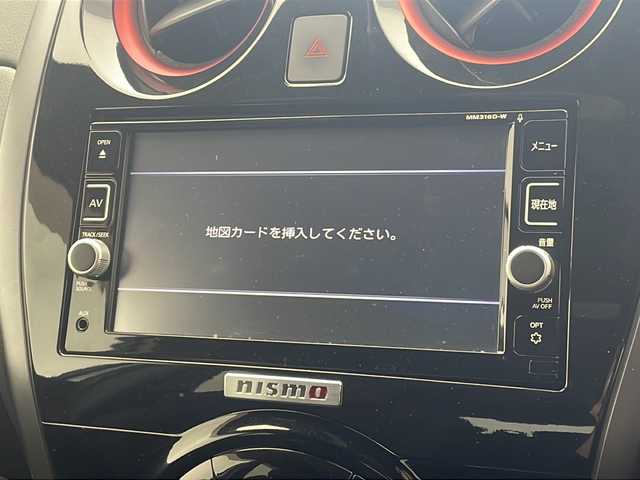 MM316D-W
OPEN
メニュー
AV
現在地
TRACK/SEEK
地図カードを挿入してください。
音量
PUSH
SOURCE
PUSH
AV OFF
AUX
OPT
nismo